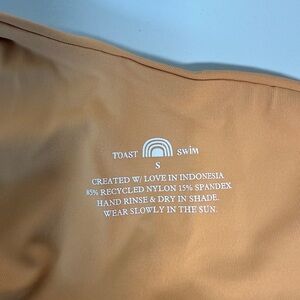 TOAST SWIM
S
CREATED W/ LOVE IN INDONESIA
85% RECYCLED NYLON 15% SPANDEX
HAND RINSE & DRY IN SHADE.
WEAR SLOWLY IN THE SUN.